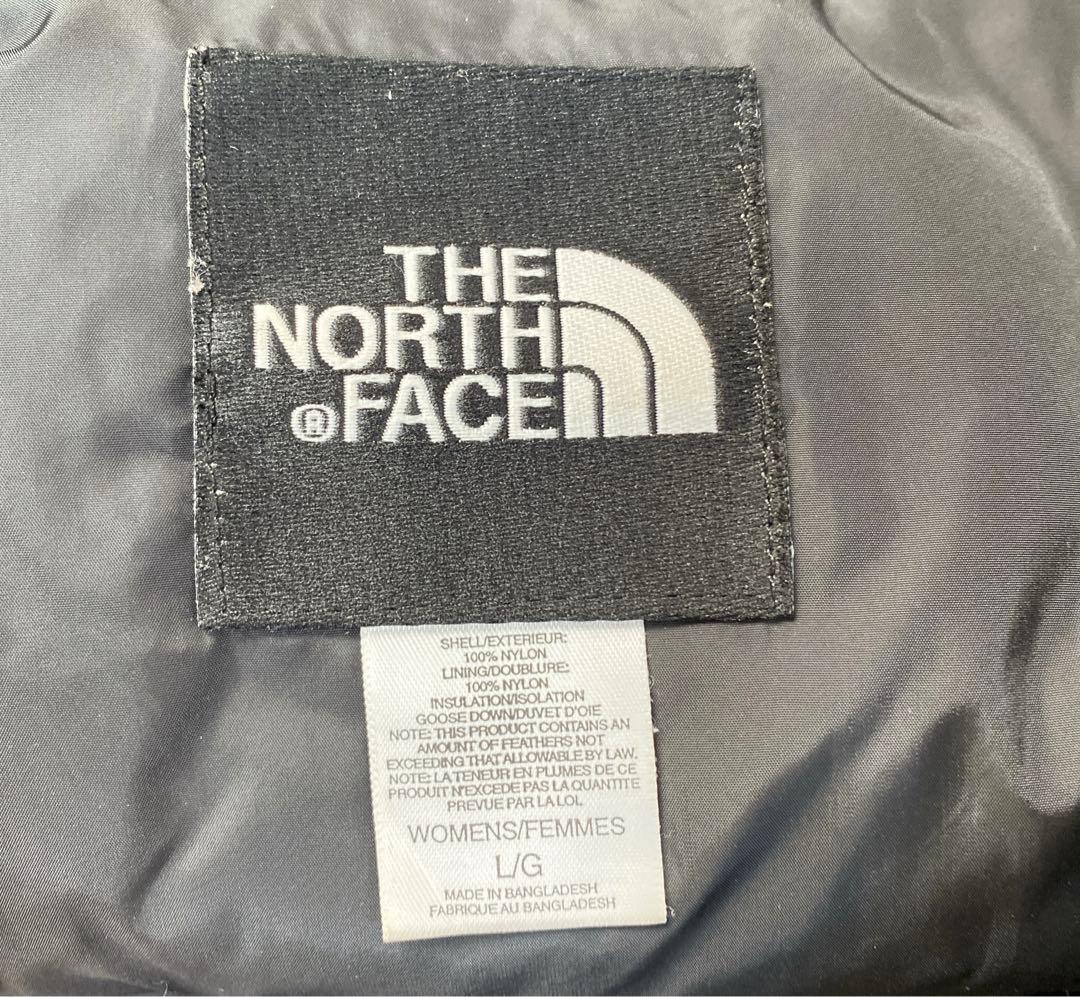 THE
NORTH
®FACE
SHELL/EXTERIEUR:
100% NYLON
LINING/DOUBLURE:
100% NYLON
INSULATION/ISOLATION
GOOSE DOWN/DUVET D'OIE
NOTE: THIS PRODUCT CONTAINS AN
AMOUNT OF FEATHERS NOT
EXCEEDING THAT ALLOWABLE BY LAW.
NOTE: LA TENEUR EN PLUMES DE CE
PRODUIT N'EXCEDE PAS LA QUANTITE
PREVUE PAR LA LOI.
WOMENS/FEMMES
L/G
MADE IN BANGLADESH
FABRIQUE AU BANGLADESH